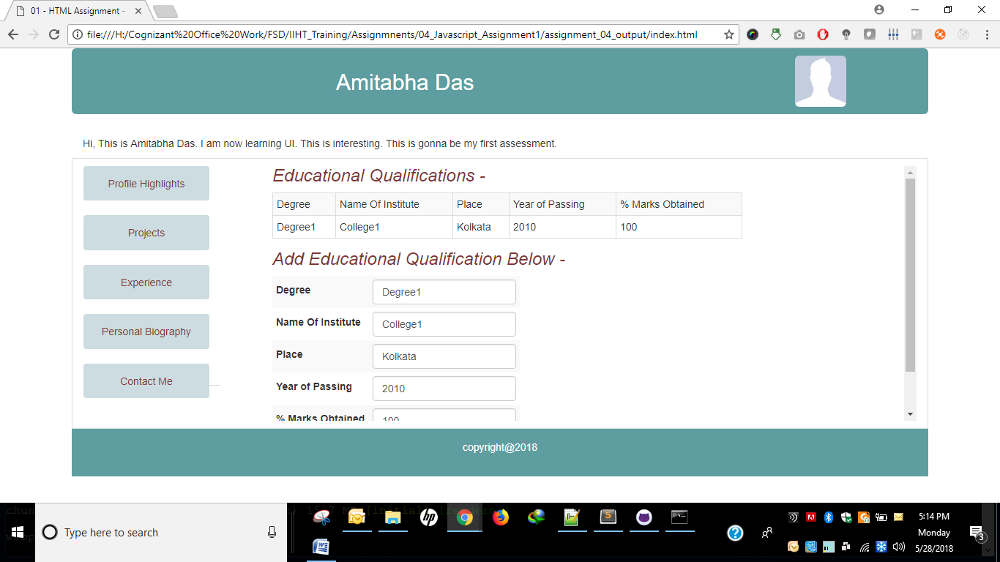 01 - HTML Assignment -
file:///H:/Cognizant%20Office%20Work/FSD/IIHT_Training/Assignmnents/04_Javascript_Assignment1/assignment_04_output/index.html
Amitabha Das
Hi, This is Amitabha Das. I am now learning UI. This is interesting. This is gonna be my first assessment.
Profile Highlights
Projects
Experience
Personal Biography
Contact Me
Educational Qualifications -
Degree Name Of Institute Place Year of Passing % Marks Obtained
Degree1 College1 Kolkata 2010 100
Add Educational Qualification Below -
Degree Degree1
Name Of Institute College1
Place Kolkata
Year of Passing 2010
% Marks Obtained 100
copyright@2018
Type here to search
5:14 PM
Monday
5/28/2018
3